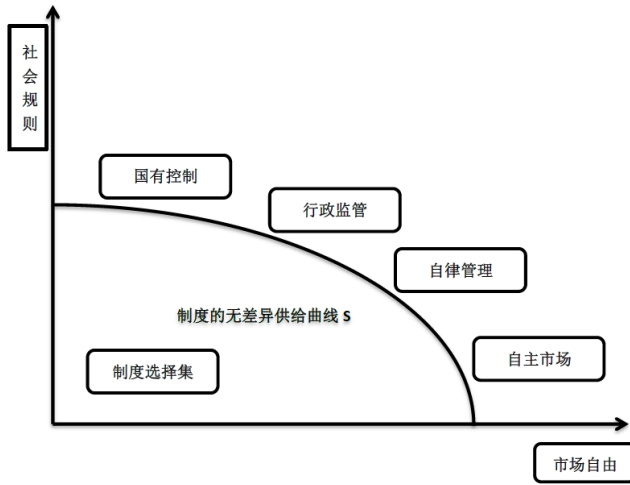 社
会
规
则
国有控制
行政监管
自律管理
制度的无差异供给曲线 S
自主市场
制度选择集
市场自由